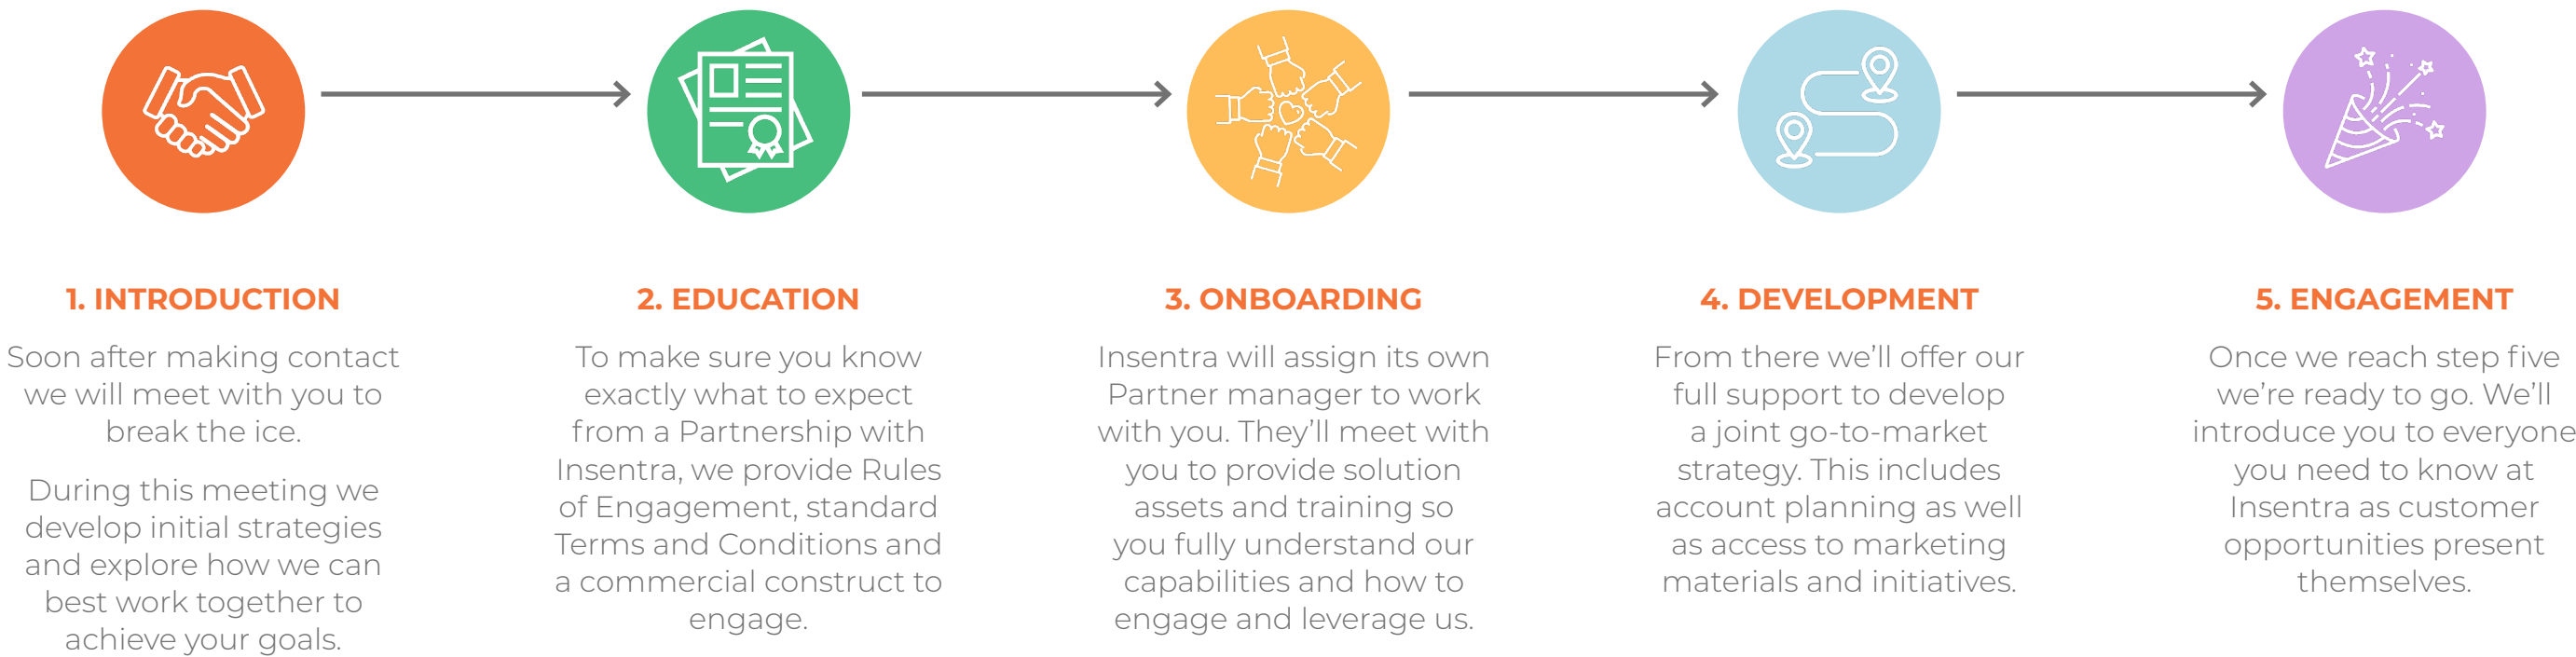 1. INTRODUCTION
Soon after making contact
we will meet with you to
break the ice.
During this meeting we
develop initial strategies
and explore how we can
best work together to
achieve your goals.
2. EDUCATION
To make sure you know
exactly what to expect
from a Partnership with
Insentra, we provide Rules
of Engagement, standard
Terms and Conditions and
a commercial construct to
engage.
3. ONBOARDING
Insentra will assign its own
Partner manager to work
with you. They’ll meet with
you to provide solution
assets and training so
you fully understand our
capabilities and how to
engage and leverage us.
4. DEVELOPMENT
From there we’ll offer our
full support to develop
a joint go-to-market
strategy. This includes
account planning as well
as access to marketing
materials and initiatives.
5. ENGAGEMENT
Once we reach step five
we’re ready to go. We’ll
introduce you to everyone
you need to know at
Insentra as customer
opportunities present
themselves.